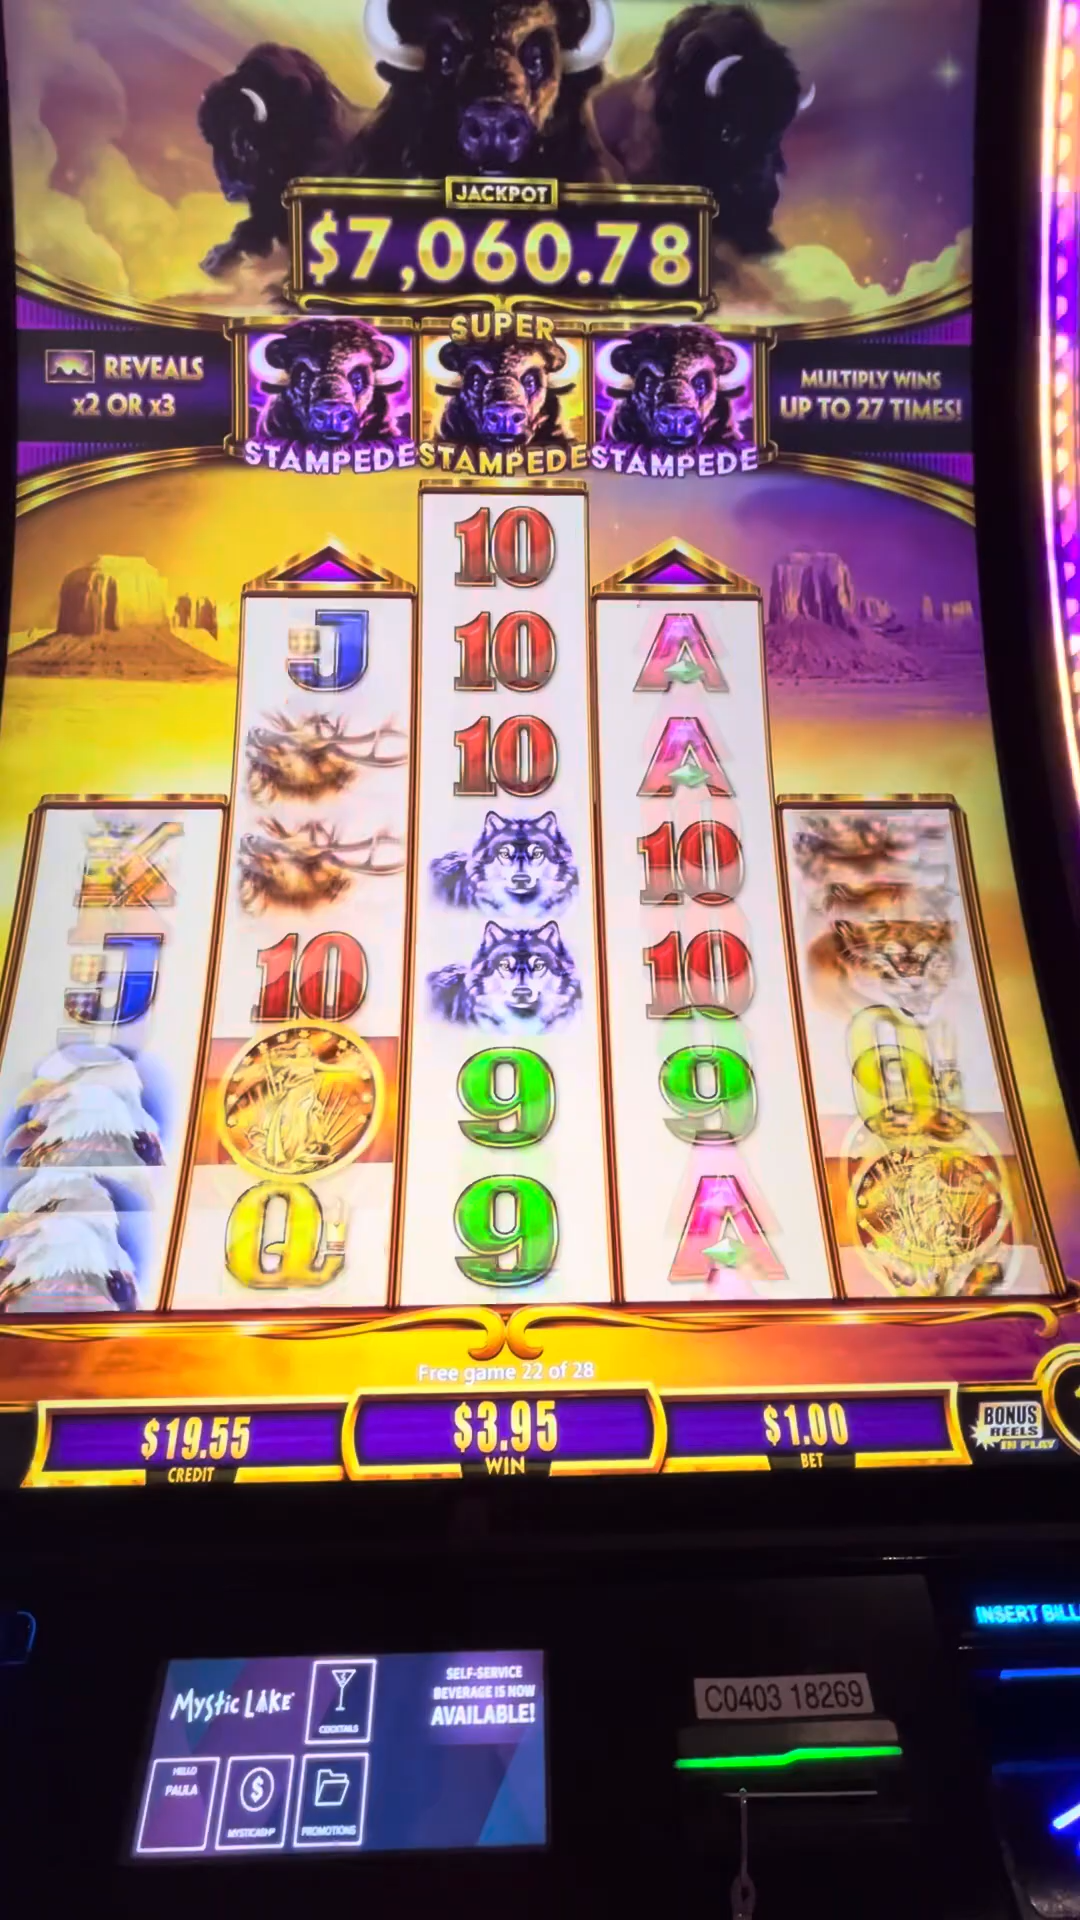 JACKPOT
$7,060.78
SUPER
REVEALS
x2 OR x3
MULTIPLY WINS
UP TO 27 TIMES!
STAMPEDE STAMPEDE STAMPEDE
10
J
10
A
10
A
K
10
J
10
10
9
9
Q
Q
9
A
Free game 22 of 28
$19.55
CREDIT
$3.95
WIN
$1.00
BET
BONUS
REELS
IN PLAY
INSERT BILL
MYSTIC LAKE
COCKTAILS
SELF-SERVICE
BEVERAGE IS NOW
AVAILABLE!
HELLO
PAULA
$
MYSTICASH
PROMOTIONS
C0403 18269